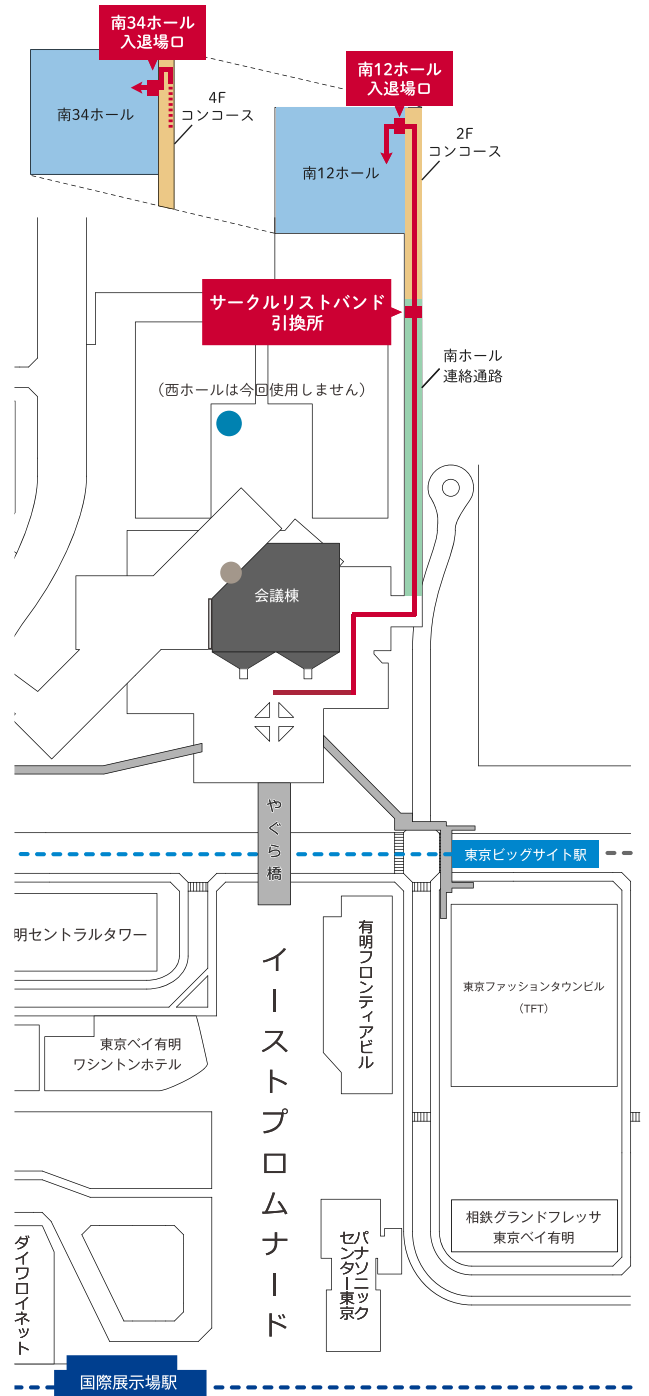 南34ホール
入退場口
南12ホール
入退場口
4F
コンコース
南34ホール
2F
コンコース
南12ホール
サークルリストバンド
引換所
南ホール
連絡通路
（西ホールは今回使用しません）
会議棟
やぐら橋
東京ビッグサイト駅
明セントラルタワー
イーストプロムナード
有明フロンティアビル
東京ファッションタウンビル
（TFT）
東京ベイ有明
ワシントンホテル
相鉄グランドフレッサ
東京ベイ有明
パナソニック
センター東京
ダイワロイネット
国際展示場駅